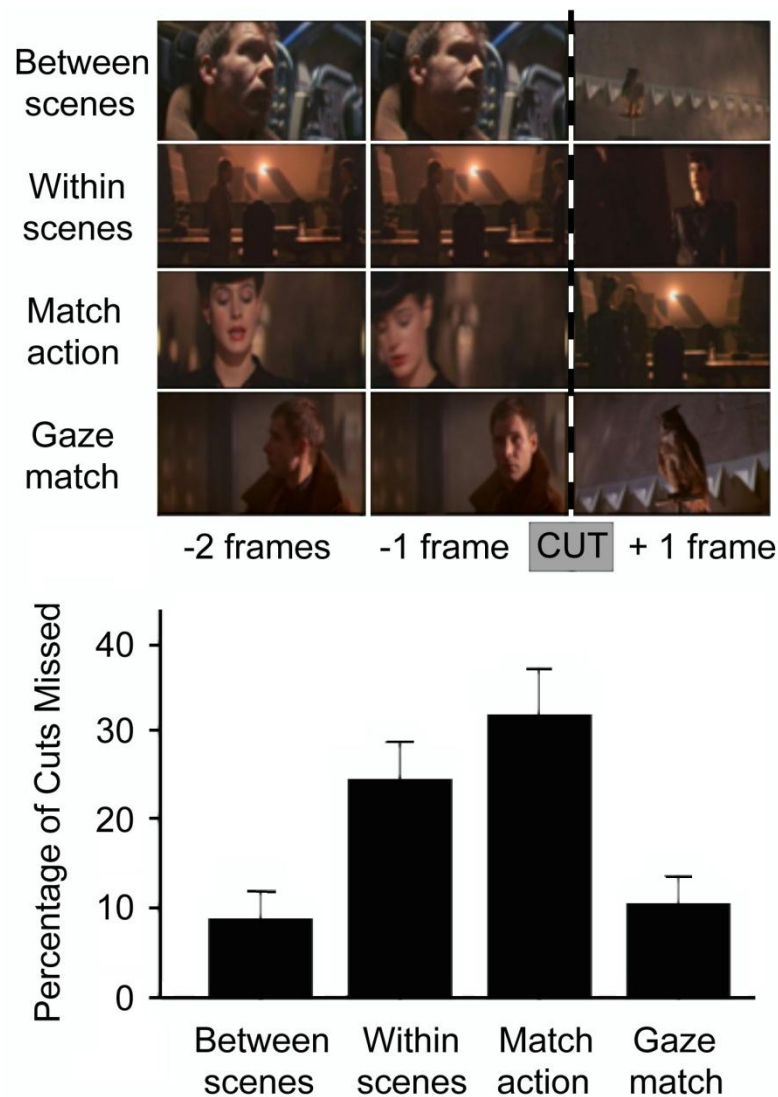 Between
scenes
Within
scenes
Match
action
Gaze
match
-2 frames -1 frame CUT + 1 frame
Percentage of Cuts Missed
40
30
20
10
0
Between
scenes
Within
scenes
Match
action
Gaze
match